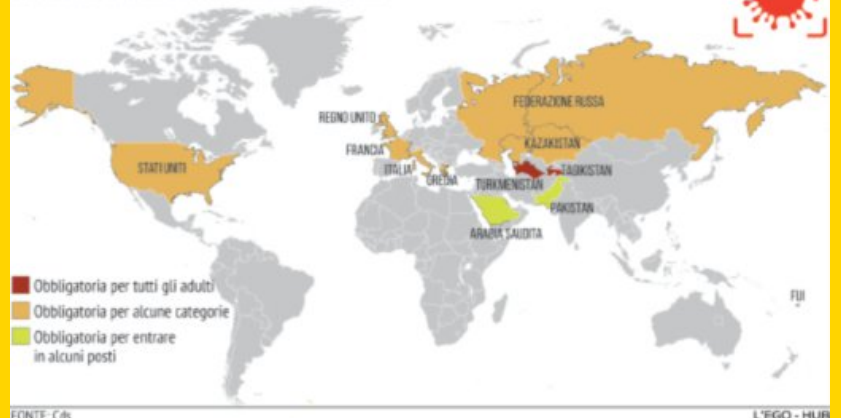 REGNO UNITO
FRANCIA
ITALIA
GRECIA
STATI UNITI
FEDERAZIONE RUSSA
KAZAKISTAN
TAGIKISTAN
TURKMENISTAN
PAKISTAN
ARABIA SAUDITA
FIJI
Obbligatoria per tutti gli adulti
Obbligatoria per alcune categorie
Obbligatoria per entrare
in alcuni posti
FONTE: Cds
L'EGO - HUB